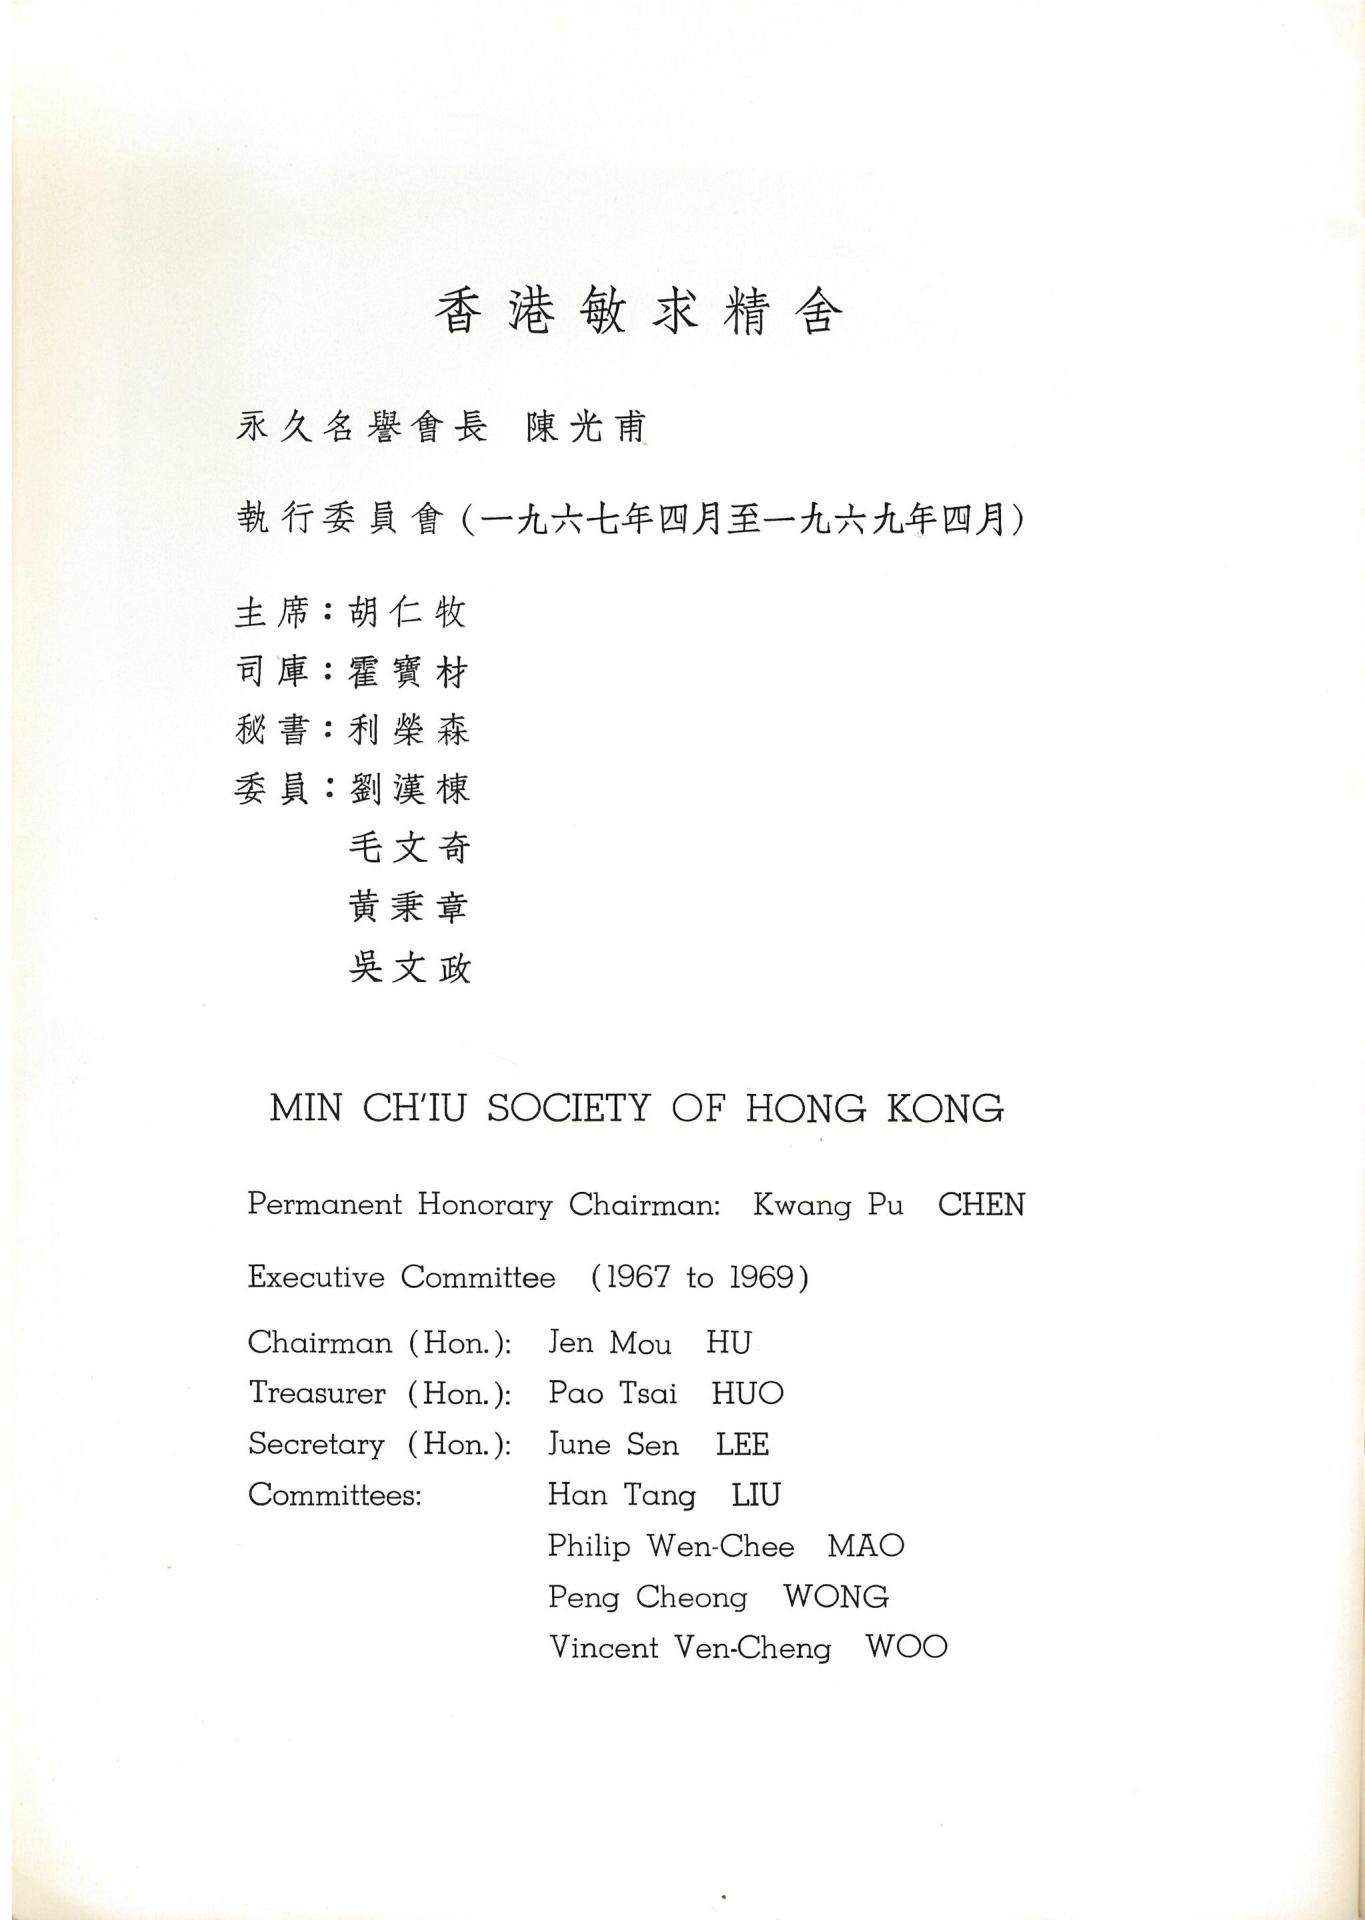 香港敏求精舍
永久名譽會長 陳光甫
執行委員會(一九六七年四月至一九六九年四月)
主席：胡仁牧
司庫：霍寶材
秘書：利榮森
委員：劉漢棟
毛文奇
黃秉章
吳文政
MIN CH'IU SOCIETY OF HONG KONG
Permanent Honorary Chairman: Kwang Pu CHEN
Executive Committee (1967 to 1969)
Chairman (Hon.): Jen Mou HU
Treasurer (Hon.): Pao Tsai HUO
Secretary (Hon.): June Sen LEE
Committees: Han Tang LIU
Philip Wen-Chee MAO
Peng Cheong WONG
Vincent Ven-Cheng WOO